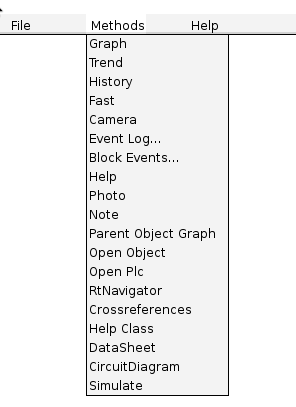 File Methods Help
Graph
Trend
History
Fast
Camera
Event Log...
Block Events...
Help
Photo
Note
Parent Object Graph
Open Object
Open Plc
RtNavigator
Crossreferences
Help Class
DataSheet
CircuitDiagram
Simulate